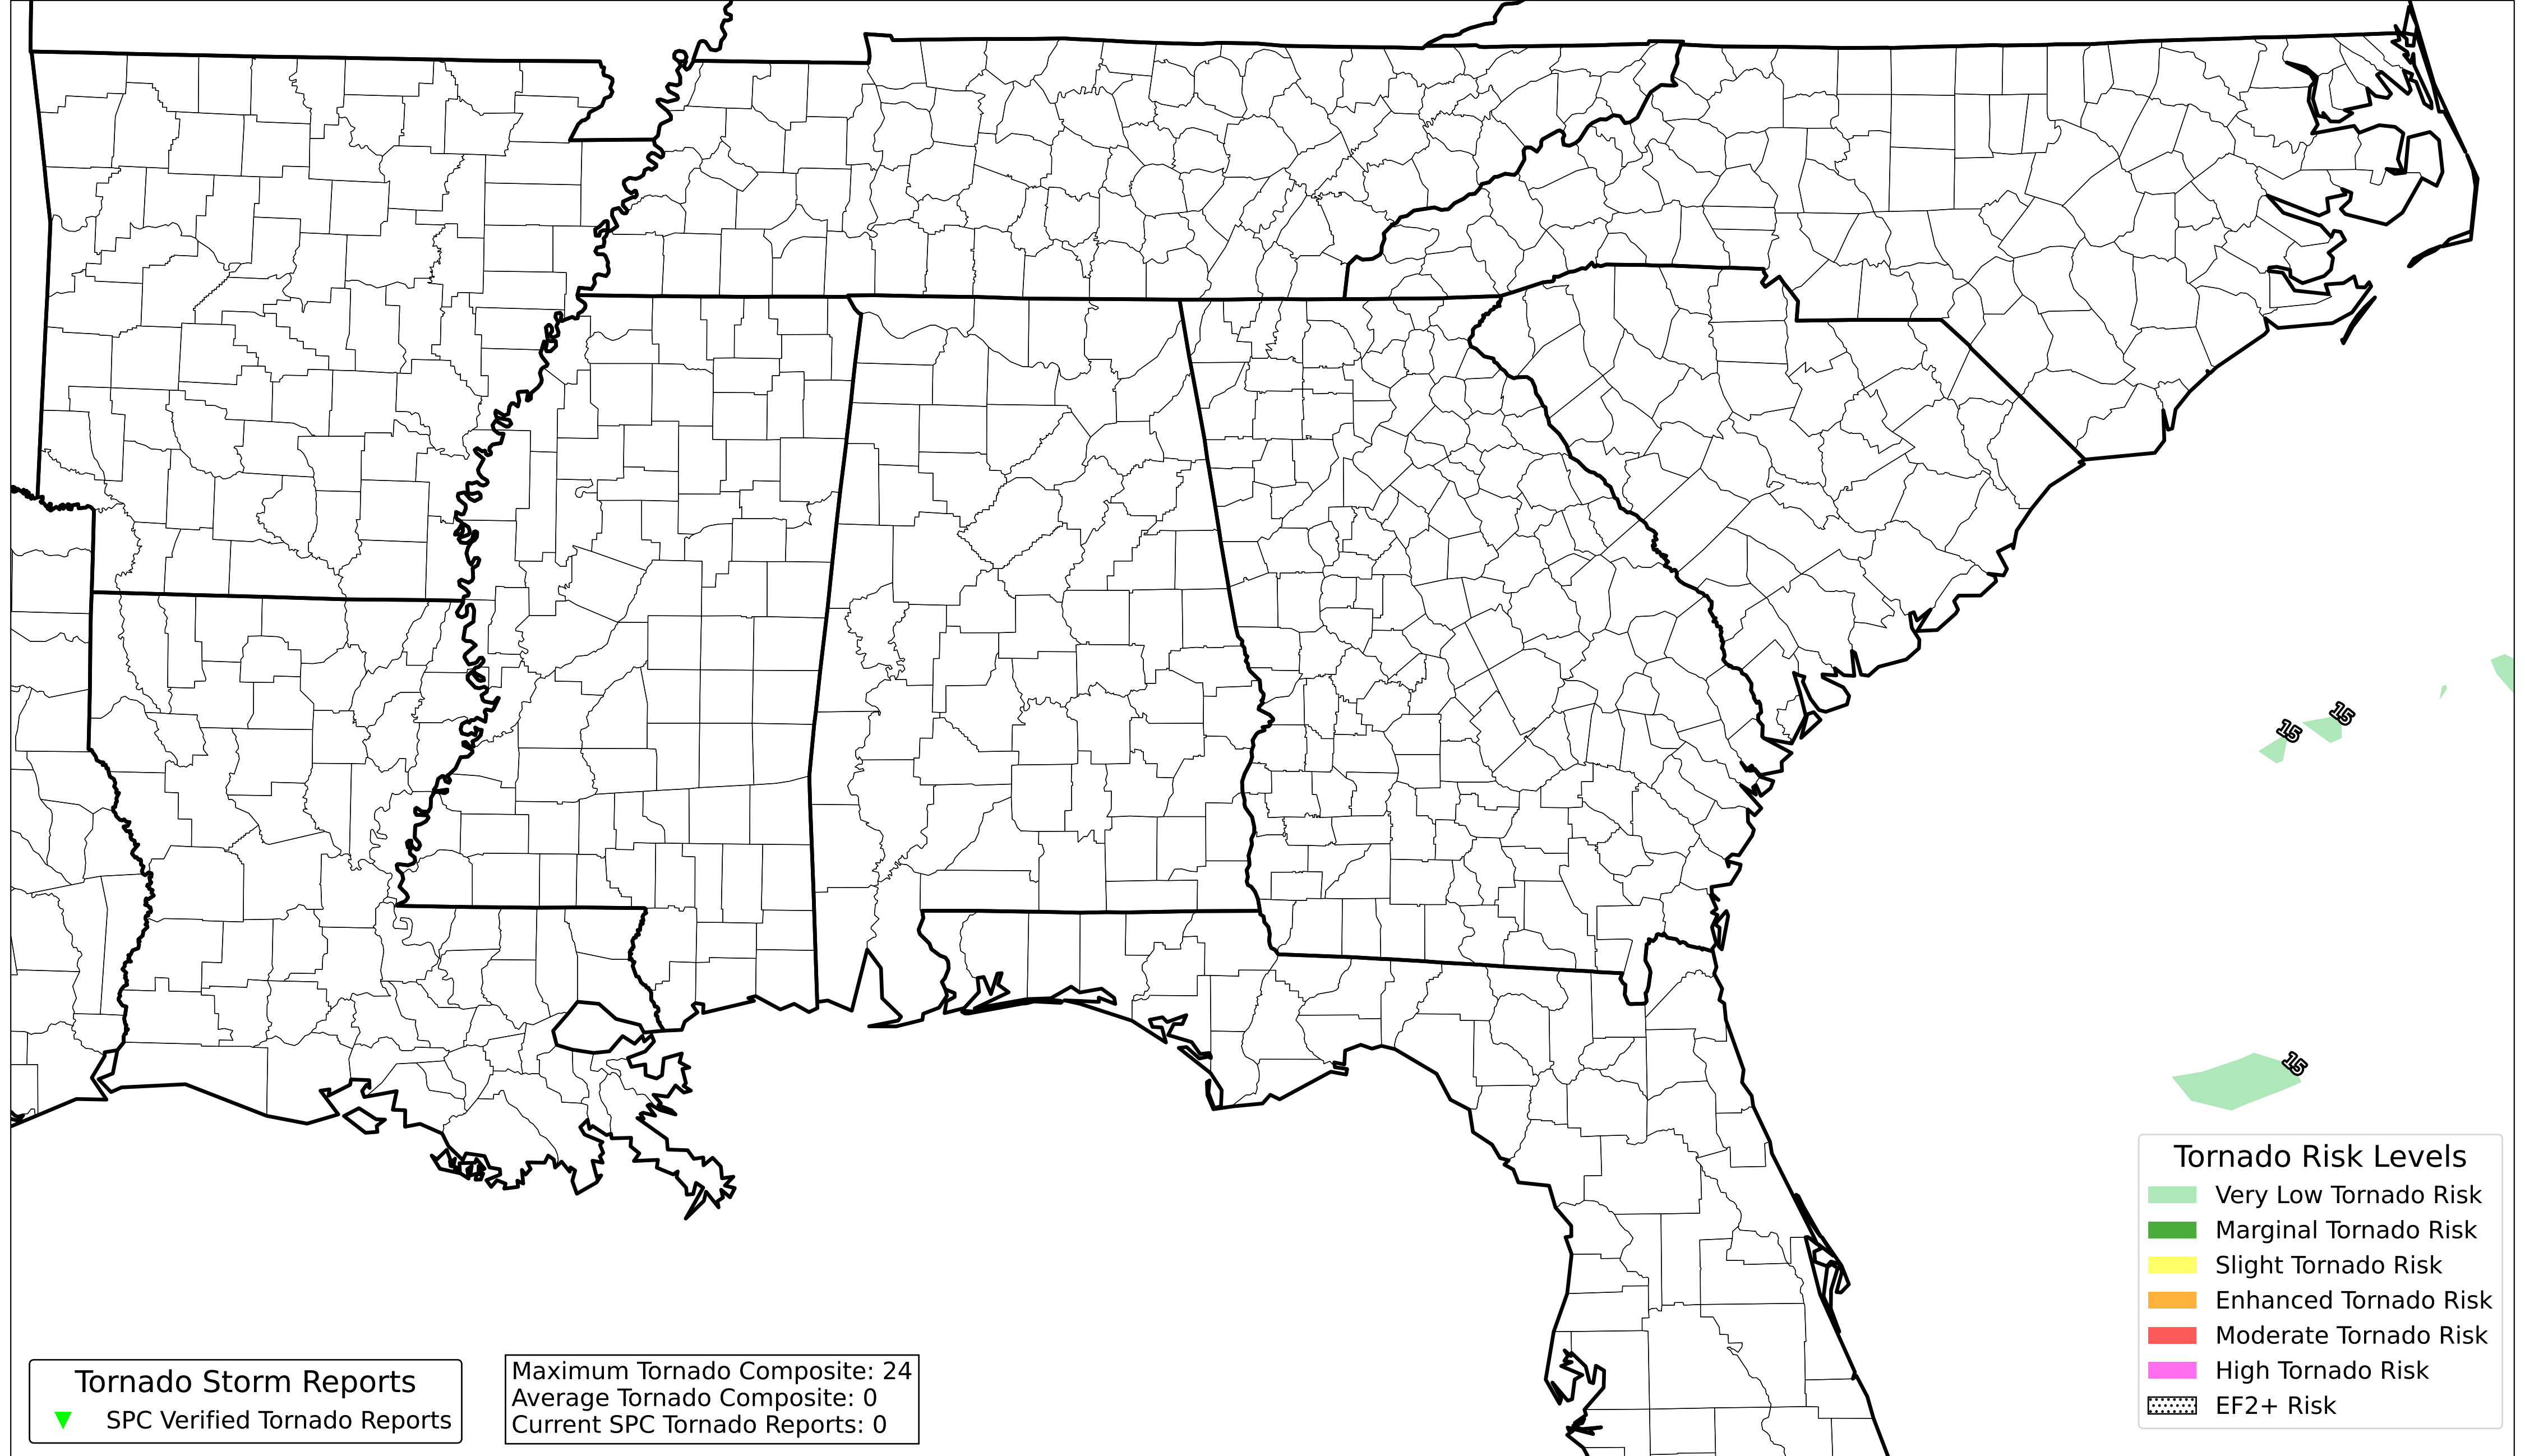 15
15
15
Tornado Risk Levels
Very Low Tornado Risk
Marginal Tornado Risk
Slight Tornado Risk
Enhanced Tornado Risk
Moderate Tornado Risk
High Tornado Risk
EF2+ Risk
Tornado Storm Reports
SPC Verified Tornado Reports
Maximum Tornado Composite: 24
Average Tornado Composite: 0
Current SPC Tornado Reports: 0